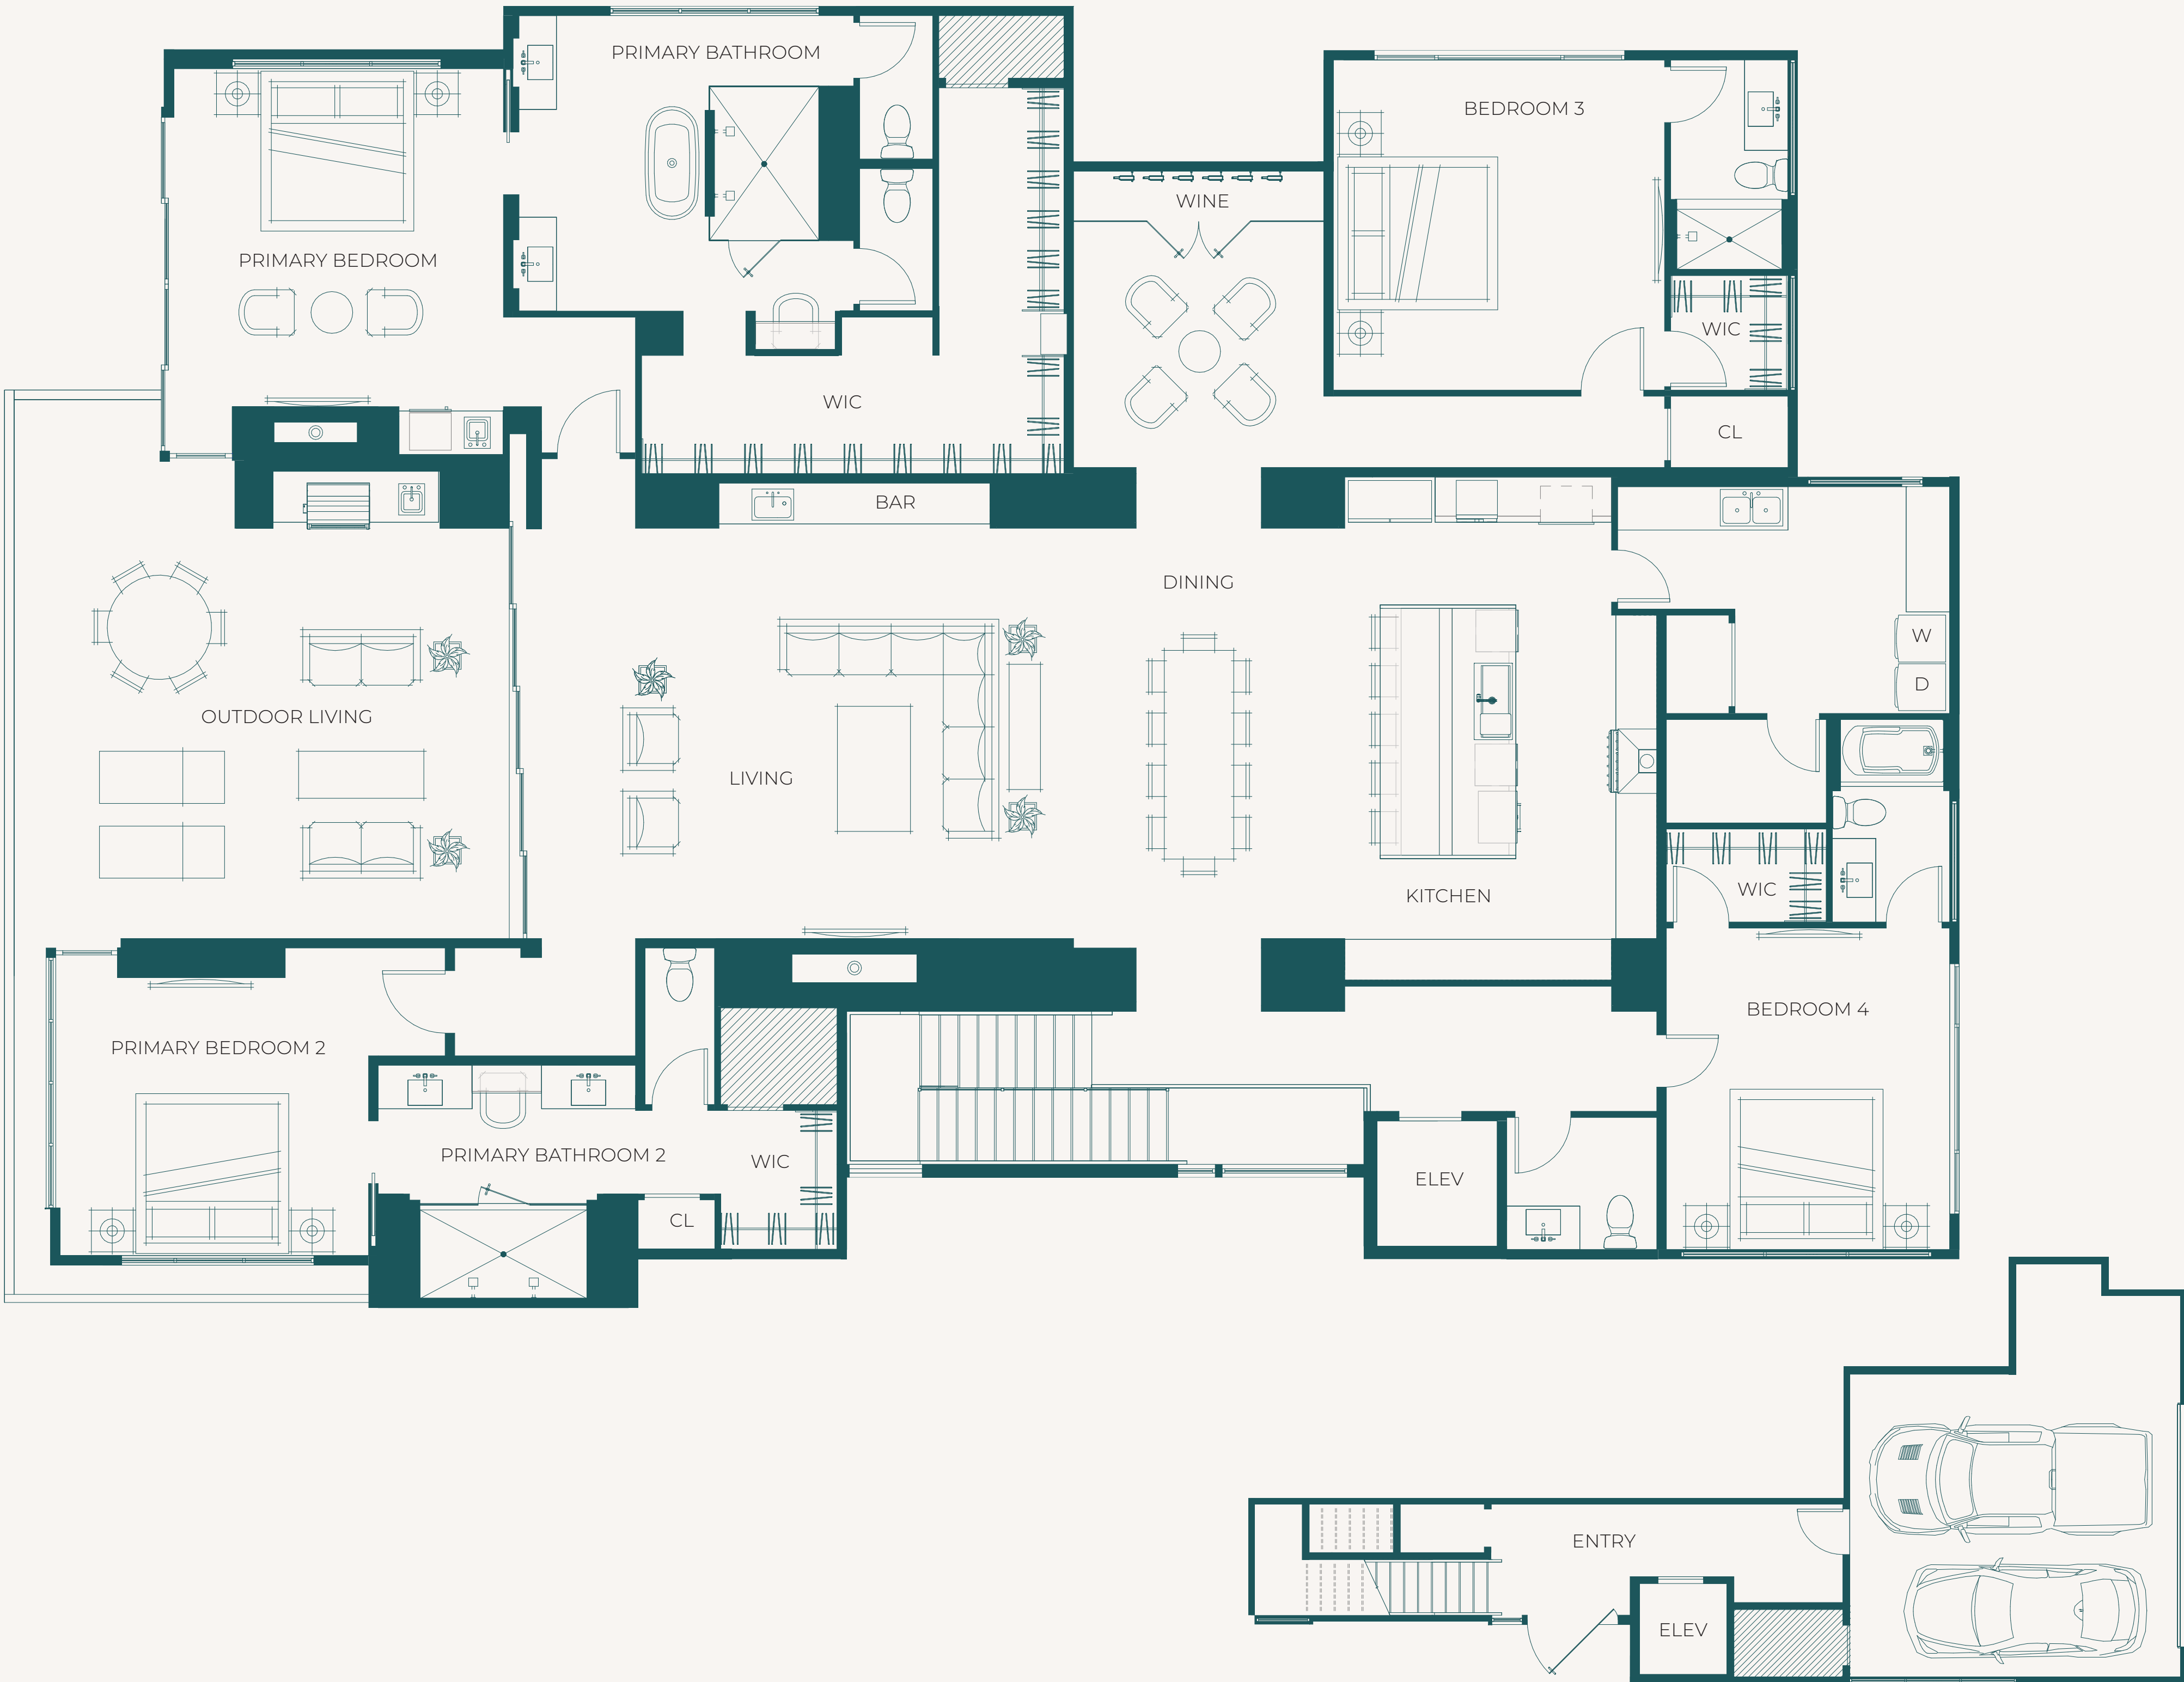 PRIMARY BATHROOM
BEDROOM 3
WINE
PRIMARY BEDROOM
WIC
WIC
CL
BAR
DINING
W
D
OUTDOOR LIVING
LIVING
KITCHEN
WIC
BEDROOM 4
PRIMARY BEDROOM 2
PRIMARY BATHROOM 2
WIC
ELEV
CL
ENTRY
ELEV